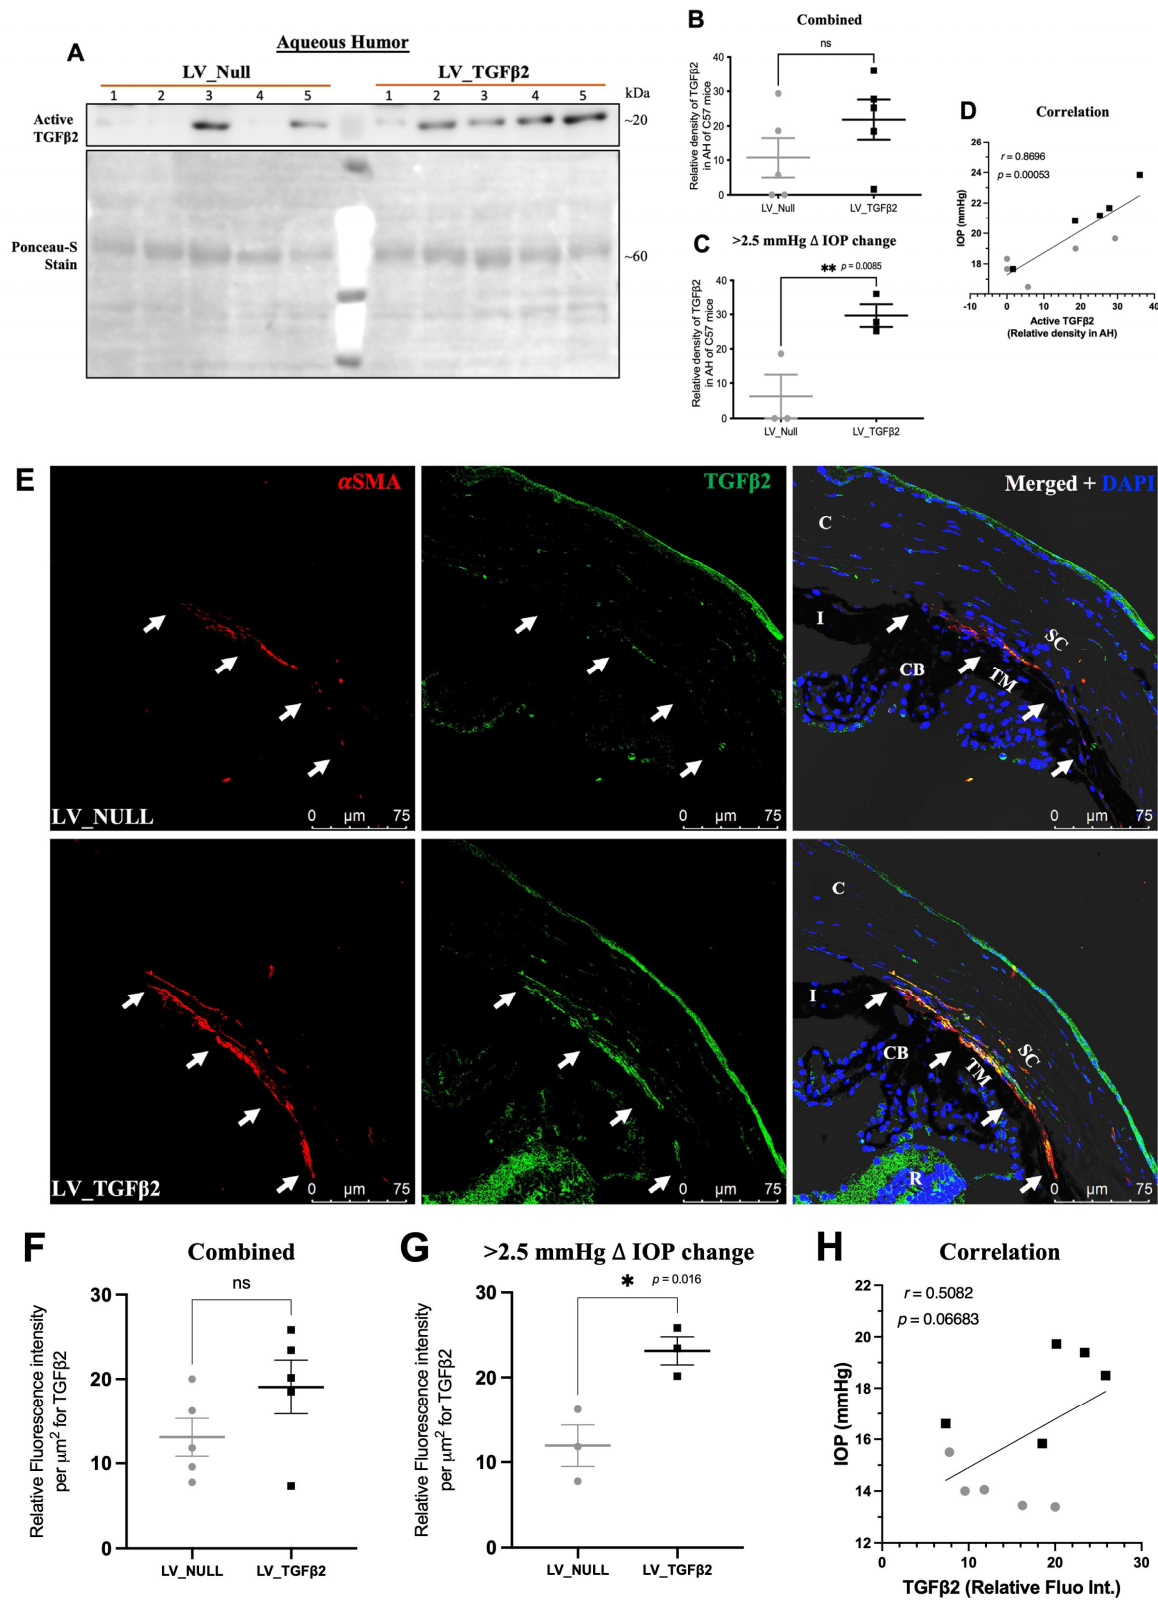 A
Aqueous Humor
LV_Null
LV_TGFβ2
1 2 3 4 5
1 2 3 4 5
kDa
Active
TGFβ2
~20
Ponceau-S
Stain
~60
B
Combined
ns
40
30
20
10
0
Relative density of TGFβ2
in AH of C57 mice
LV_Null
LV_TGFβ2
C
>2.5 mmHg Δ IOP change
** p = 0.0085
40
30
20
10
0
Relative density of TGFβ2
in AH of C57 mice
LV_Null
LV_TGFβ2
D
Correlation
r = 0.8696
p = 0.00053
26
24
22
20
18
IOP (mmHg)
-10 0 10 20 30 40
Active TGFβ2
(Relative density in AH)
E
αSMA
LV_NULL
0 µm 75
TGFβ2
0 µm 75
Merged + DAPI
C
I
SC
CB
TM
0 µm 75
LV_TGFβ2
0 µm 75
0 µm 75
C
I
SC
CB
TM
R
0 µm 75
F
Combined
ns
30
20
10
0
Relative Fluorescence intensity
per µm² for TGFβ2
LV_NULL
LV_TGFβ2
G
>2.5 mmHg Δ IOP change
* p = 0.016
30
20
10
0
Relative Fluorescence intensity
per µm² for TGFβ2
LV_NULL
LV_TGFβ2
H
Correlation
r = 0.5082
p = 0.06683
22
20
18
16
14
12
IOP (mmHg)
0 10 20 30
TGFβ2 (Relative Fluo Int.)